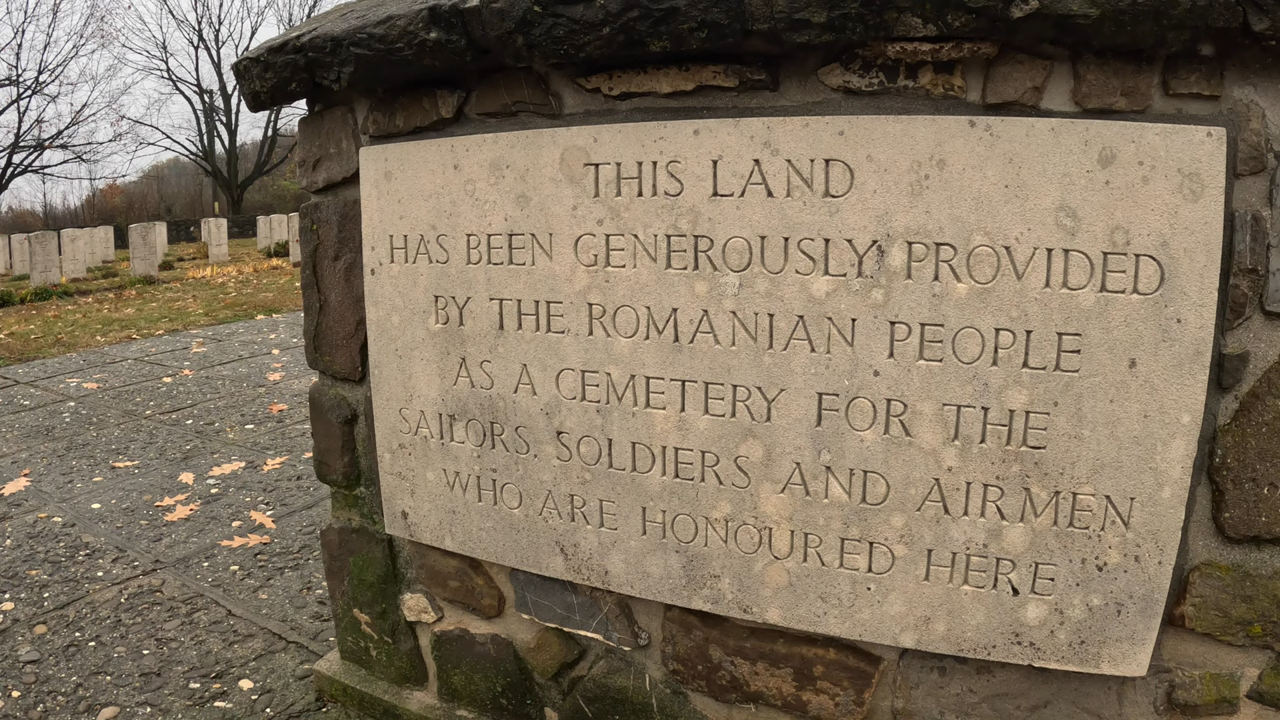 THIS LAND
HAS BEEN GENEROUSLY PROVIDED
BY THE ROMANIAN PEOPLE
AS A CEMETERY FOR THE
SAILORS, SOLDIERS AND AIRMEN
WHO ARE HONOURED HERE